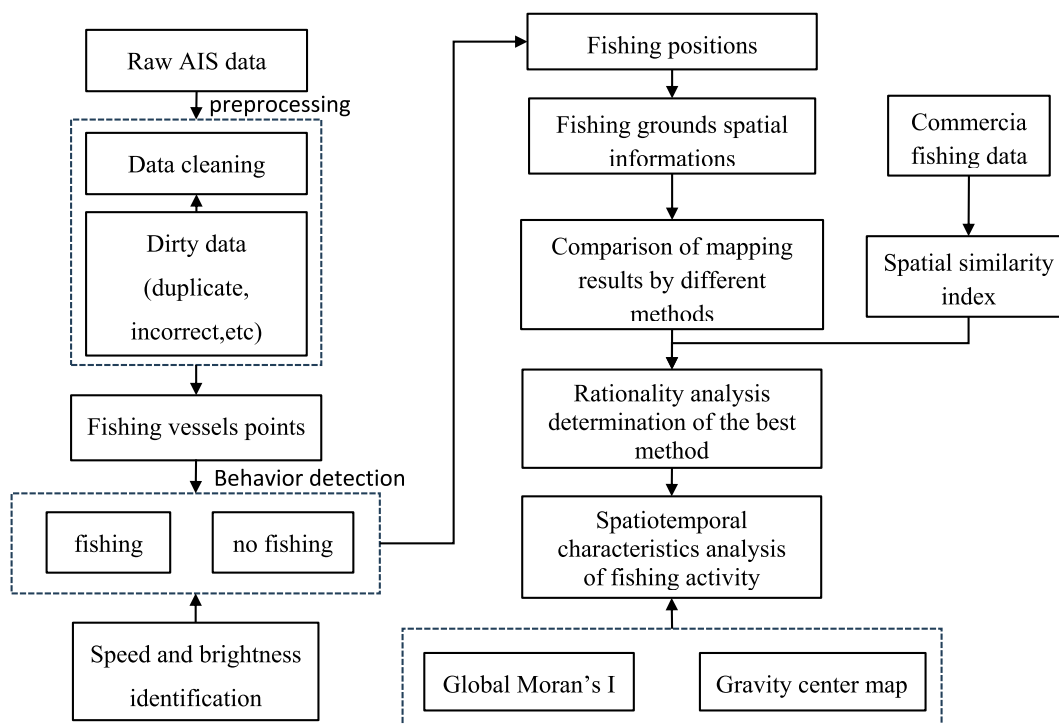 Raw AIS data
preprocessing
Data cleaning
Dirty data
(duplicate,
incorrect,etc)
Fishing vessels points
Behavior detection
fishing
no fishing
Speed and brightness
identification
Fishing positions
Fishing grounds spatial
informations
Comparison of mapping
results by different
methods
Commercia
fishing data
Spatial similarity
index
Rationality analysis
determination of the best
method
Spatiotemporal
characteristics analysis
of fishing activity
Global Moran’s I
Gravity center map